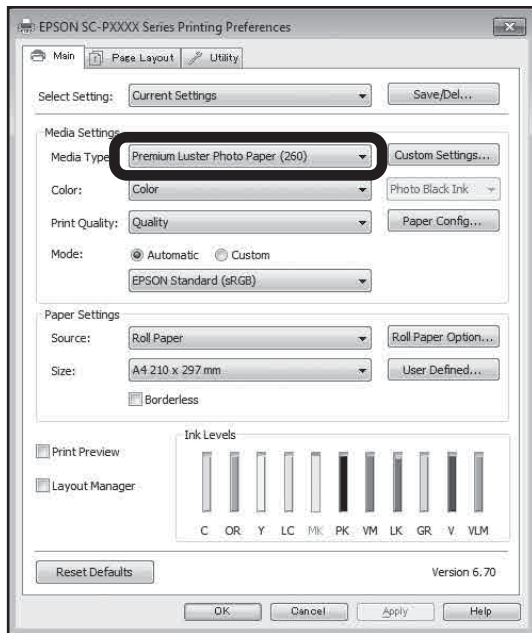 EPSON SC-PXXXX Series Printing Preferences
Main Page Layout Utility
Select Setting: Current Settings Save/Del...
Media Settings
Media Type: Premium Luster Photo Paper (260) Custom Settings...
Color: Color Photo Black Ink
Print Quality: Quality Paper Config...
Mode: Automatic Custom
EPSON Standard (sRGB)
Paper Settings
Source: Roll Paper Roll Paper Option...
Size: A4 210 x 297 mm User Defined...
Borderless
Ink Levels
Print Preview
Layout Manager
C OR Y LC MK PK VM LK GR V VLM
Reset Defaults Version 6.70
OK Cancel Apply Help